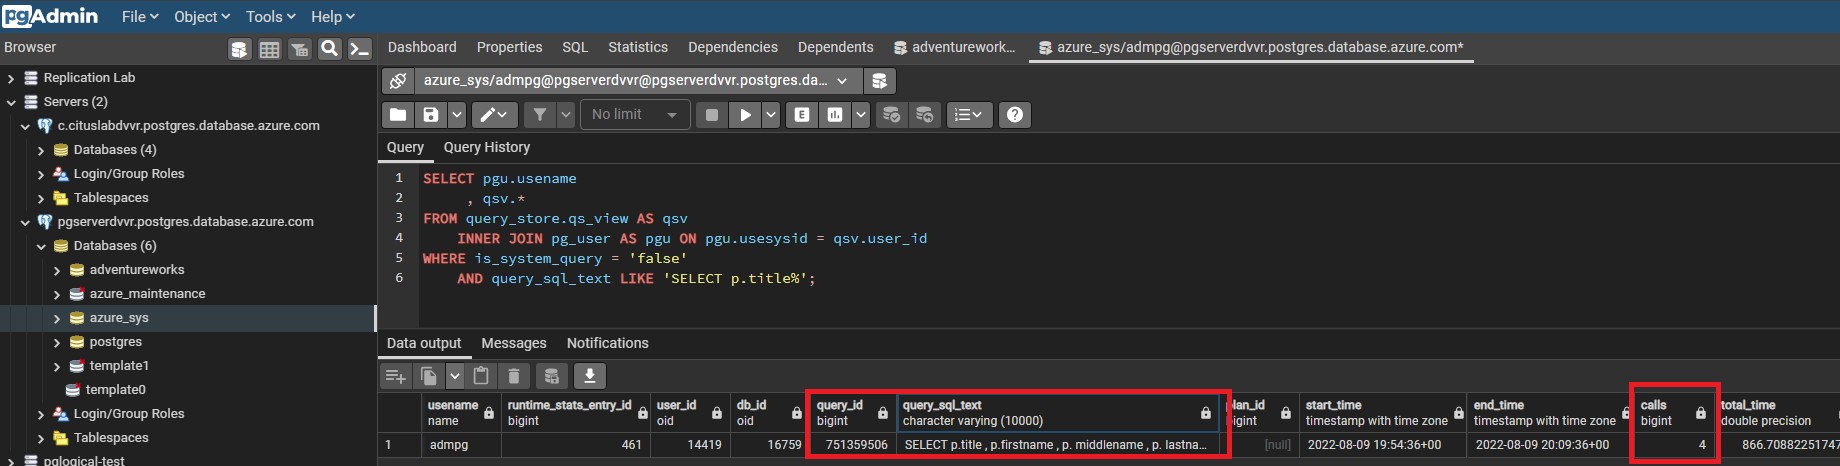 pgAdmin File Object Tools Help
Browser
Dashboard Properties SQL Statistics Dependencies Dependents adventurework... azure_sys/admpg@pgserverdvvr.postgres.database.azure.com*
Replication Lab
Servers (2)
c.cituslabdvvr.postgres.database.azure.com
Databases (4)
Login/Group Roles
Tablespaces
pgserverdvvr.postgres.database.azure.com
Databases (6)
adventureworks
azure_maintenance
azure_sys
postgres
template1
template0
Login/Group Roles
Tablespaces
pglogical-test
azure_sys/admpg@pgserverdvvr@pgserverdvvr.postgres.da...
No limit
E
Query Query History
1 SELECT pgu.usename
2 , qsv.*
3 FROM query_store.qs_view AS qsv
4 INNER JOIN pg_user AS pgu ON pgu.usesysid = qsv.user_id
5 WHERE is_system_query = 'false'
6 AND query_sql_text LIKE 'SELECT p.title%';
Data output Messages Notifications
usename runtime_stats_entry_id user_id db_id query_id query_sql_text plan_id start_time end_time calls total_time
name bigint oid oid bigint character varying (10000) bigint timestamp with time zone timestamp with time zone bigint double precision
1 admpg 461 14419 16759 751359506 SELECT p.title , p.firstname , p. middlename , p. lastna... [null] 2022-08-09 19:54:36+00 2022-08-09 20:09:36+00 4 866.70882251747